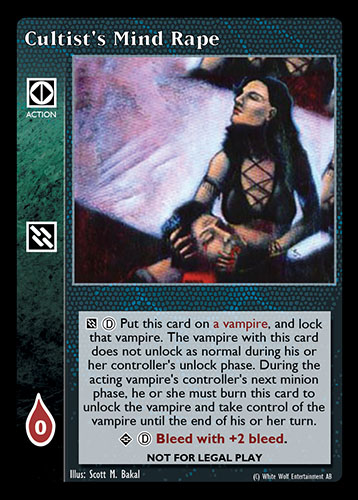 Cultist's Mind Rape
ACTION
D Put this card on a vampire, and lock
that vampire. The vampire with this card
does not unlock as normal during his or
her controller's unlock phase. During the
acting vampire's controller's next minion
phase, he or she must burn this card to
unlock the vampire and take control of the
vampire until the end of his or her turn.
D Bleed with +2 bleed.
NOT FOR LEGAL PLAY
0
Illus: Scott M. Bakal
(C) White Wolf Entertainment AB